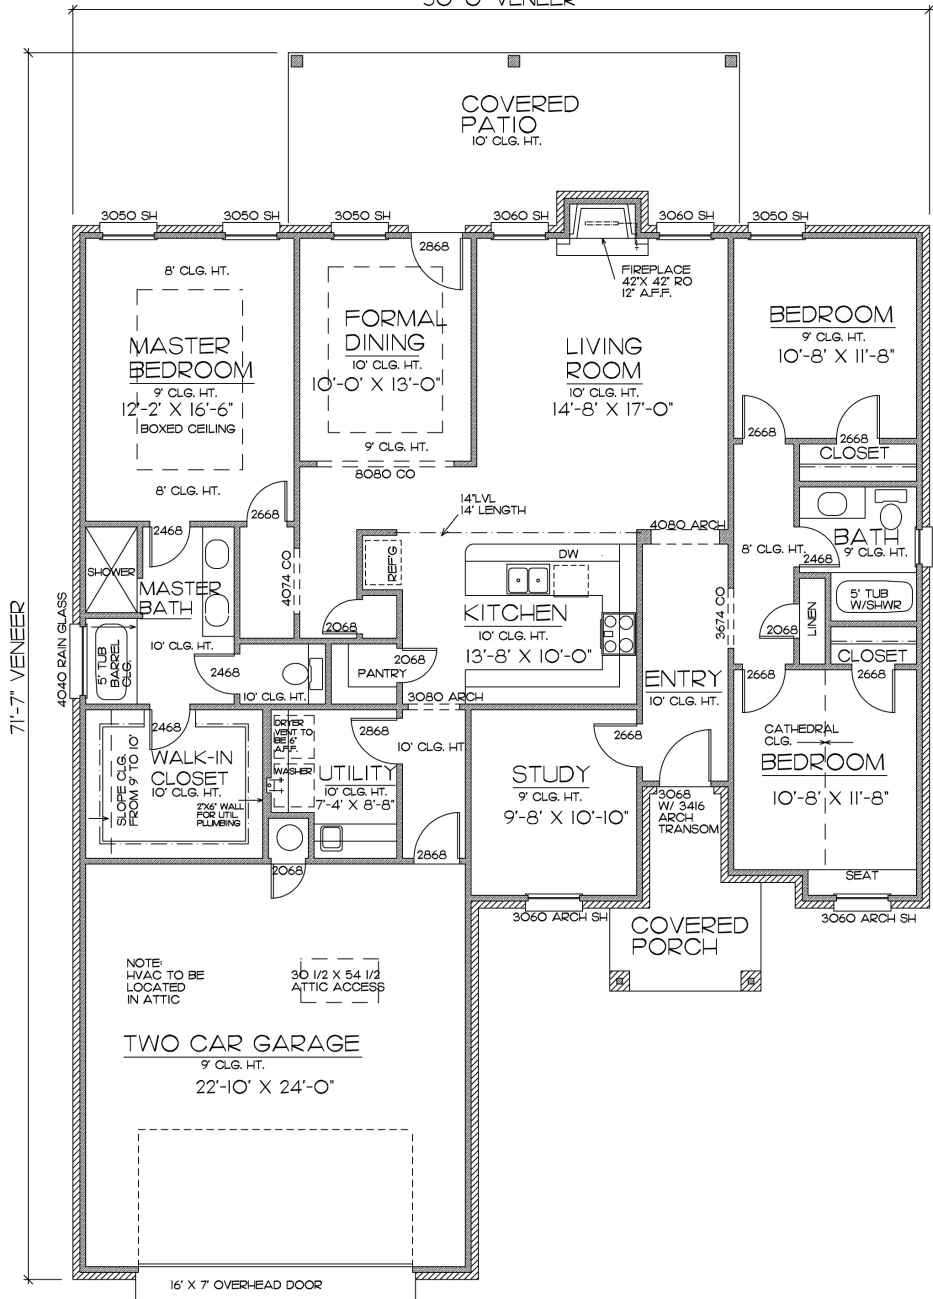 VENEER
COVERED
PATIO
10' CLG. HT.
3050 SH
3050 SH
3050 SH
3060 SH
3060 SH
3050 SH
2868
8' CLG. HT.
FIREPLACE
42"X 42" RO
12" A.F.F.
MASTER
BEDROOM
9' CLG. HT.
12'-2' X 16'-6"
BOXED CEILING
8' CLG. HT.
FORMAL
DINING
10' CLG. HT.
10'-0' X 13'-0"
9' CLG. HT.
8080 CO
LIVING
ROOM
10' CLG. HT.
14'-8' X 17'-0"
BEDROOM
9' CLG. HT.
10'-8' X 11'-8"
2668
2668
CLOSET
14"LVL
14' LENGTH
4080 ARCH
2668
2468
SHOWER
MASTER
BATH
10' CLG. HT.
4074 CO
REF'G
DW
KITCHEN
10' CLG. HT.
13'-8' X 10'-0"
8' CLG. HT.
BATH
9' CLG. HT.
2468
5' TUB
W/SHWR
LINEN
2068
3674 CO
CLOSET
71'-7" VENEER
4040 RAIN GLASS
5' TUB
BARREL
CLG.
2468
10' CLG. HT.
2068
2068
PANTRY
3080 ARCH
ENTRY
10' CLG. HT.
2668
2668
2468
WALK-IN
CLOSET
10' CLG. HT.
SLOPE CLG.
FROM 9' TO 10'
2"X6" WALL
FOR UTIL.
PLUMBING
DRYER
VENT TO
BE 6"
A.F.F.
WASHER
2868
UTILITY
10' CLG. HT.
7'-4' X 8'-8"
10' CLG. HT.
2668
STUDY
9' CLG. HT.
9'-8' X 10'-10"
3068
W/ 3416
ARCH
TRANSOM
CATHEDRAL
CLG.
BEDROOM
10'-8' X 11'-8"
SEAT
2068
2868
3060 ARCH SH
3060 ARCH SH
COVERED
PORCH
NOTE:
HVAC TO BE
LOCATED
IN ATTIC
30 1/2 X 54 1/2
ATTIC ACCESS
TWO CAR GARAGE
9' CLG. HT.
22'-10' X 24'-0"
16' X 7' OVERHEAD DOOR